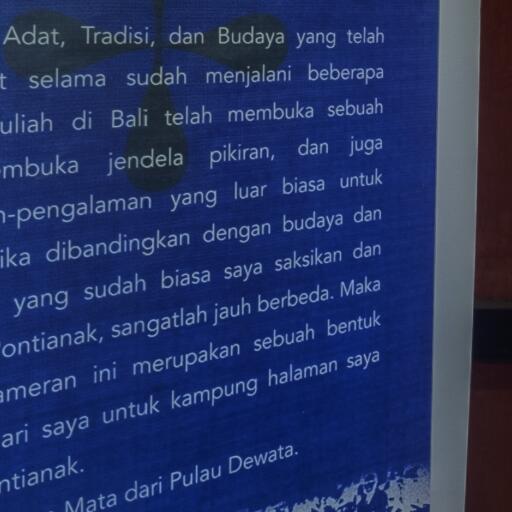 Adat, Tradisi, dan Budaya yang telah
t selama sudah menjalani beberapa
uliah di Bali telah membuka sebuah
embuka jendela pikiran, dan juga
n-pengalaman yang luar biasa untuk
ika dibandingkan dengan budaya dan
yang sudah biasa saya saksikan dan
Pontianak, sangatlah jauh berbeda. Maka
ameran ini merupakan sebuah bentuk
ari saya untuk kampung halaman saya
ntianak.
Mata dari Pulau Dewata.